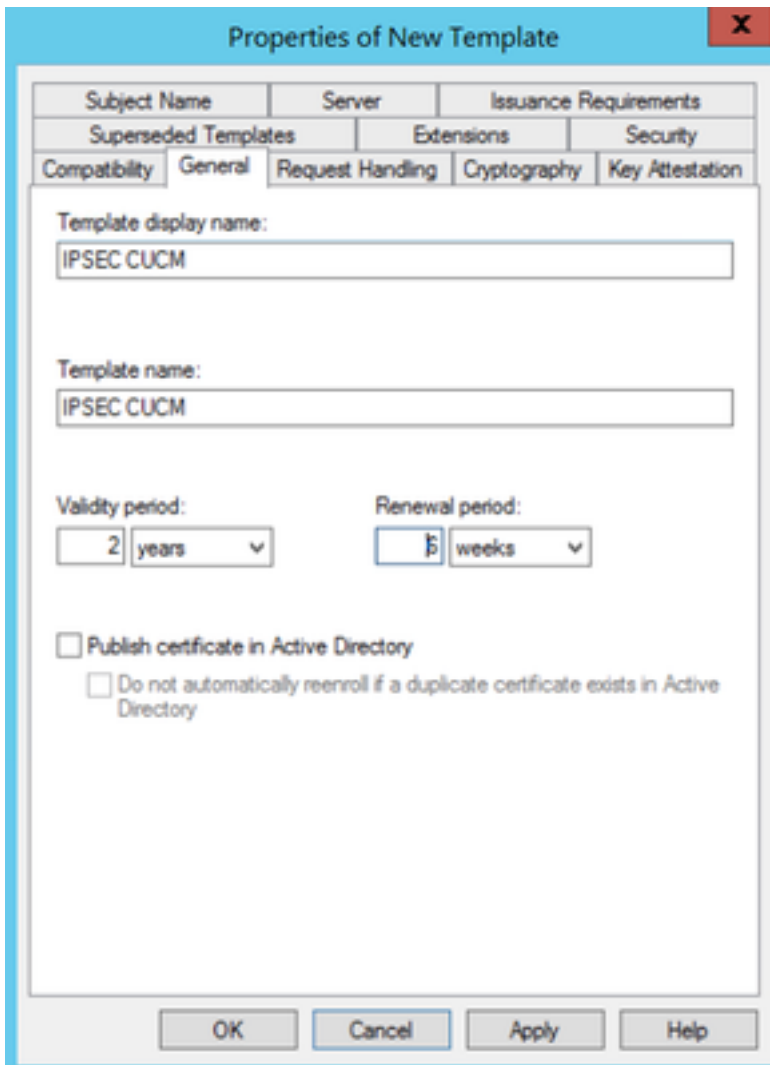 Properties of New Template
x
Subject Name Server Issuance Requirements
Superseded Templates Extensions Security
Compatibility General Request Handling Cryptography Key Attestation
Template display name:
IPSEC CUCM
Template name:
IPSEC CUCM
Validity period: Renewal period:
2 years 6 weeks
Publish certificate in Active Directory
Do not automatically reenroll if a duplicate certificate exists in Active
Directory
OK Cancel Apply Help